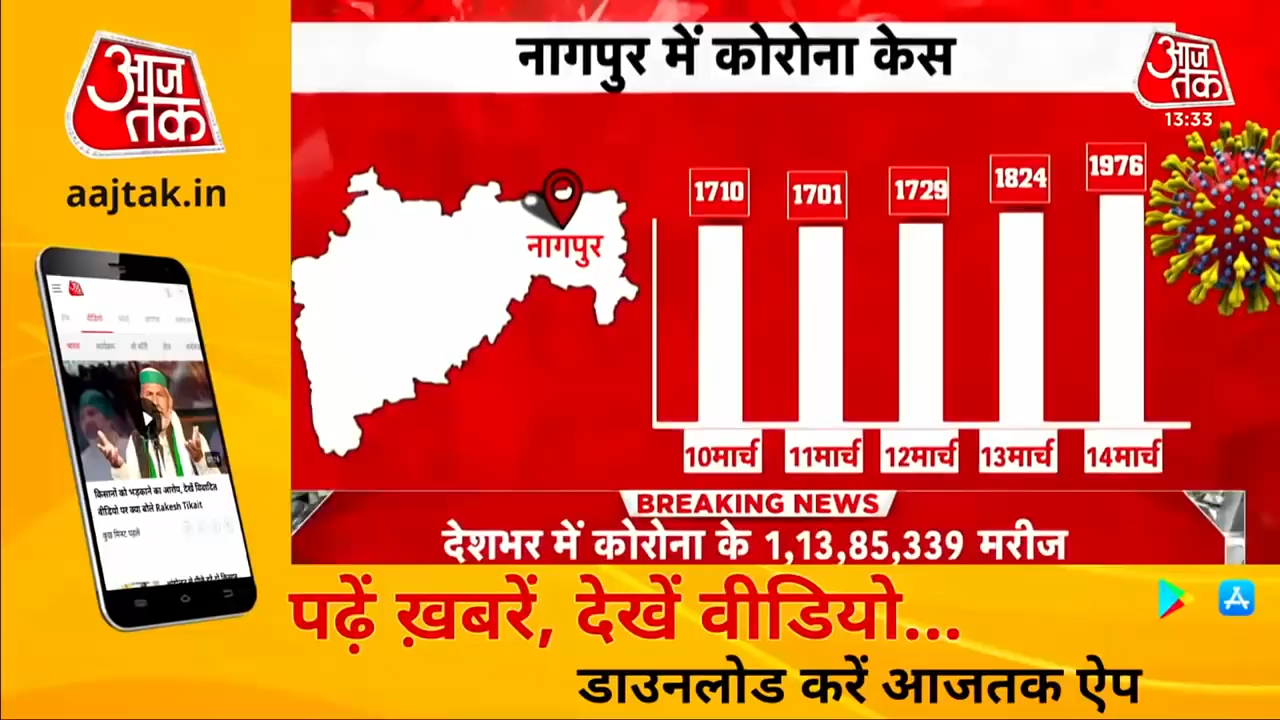 आज
तक
aajtak.in
नागपुर में कोरोना केस
आज
तक
13:33
नागपुर
1710
1701
1729
1824
1976
10मार्च
11मार्च
12मार्च
13मार्च
14मार्च
BREAKING NEWS
देशभर में कोरोना के 1,13,85,339 मरीज
वीडियो
किसानों को भड़काने का आरोप, देखें विवादित
वीडियो पर क्या बोले Rakesh Tikait
कुछ मिनट पहले
पढ़ें ख़बरें, देखें वीडियो...
डाउनलोड करें आजतक ऐप